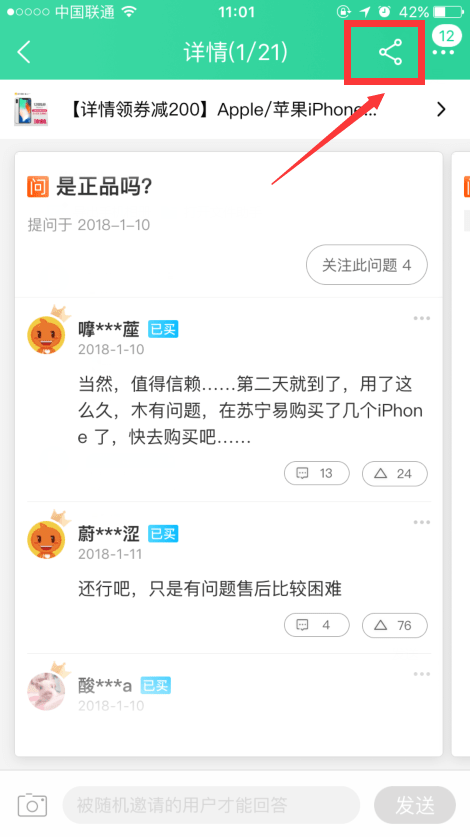 中国联通 11:01 42%
详情(1/21) 12
【详情领券减200】Apple/苹果iPhone...
问 是正品吗?
提问于 2018-1-10
关注此问题 4
嘷***蓙 已买
2018-1-10
当然，值得信赖……第二天就到了，用了这
么久，木有问题，在苏宁易购买了几个iPhon
e 了，快去购买吧……
13 24
蔚***涩 已买
2018-1-11
还行吧，只是有问题售后比较困难
4 76
酸***a 已买
2018-1-10
被随机邀请的用户才能回答 发送